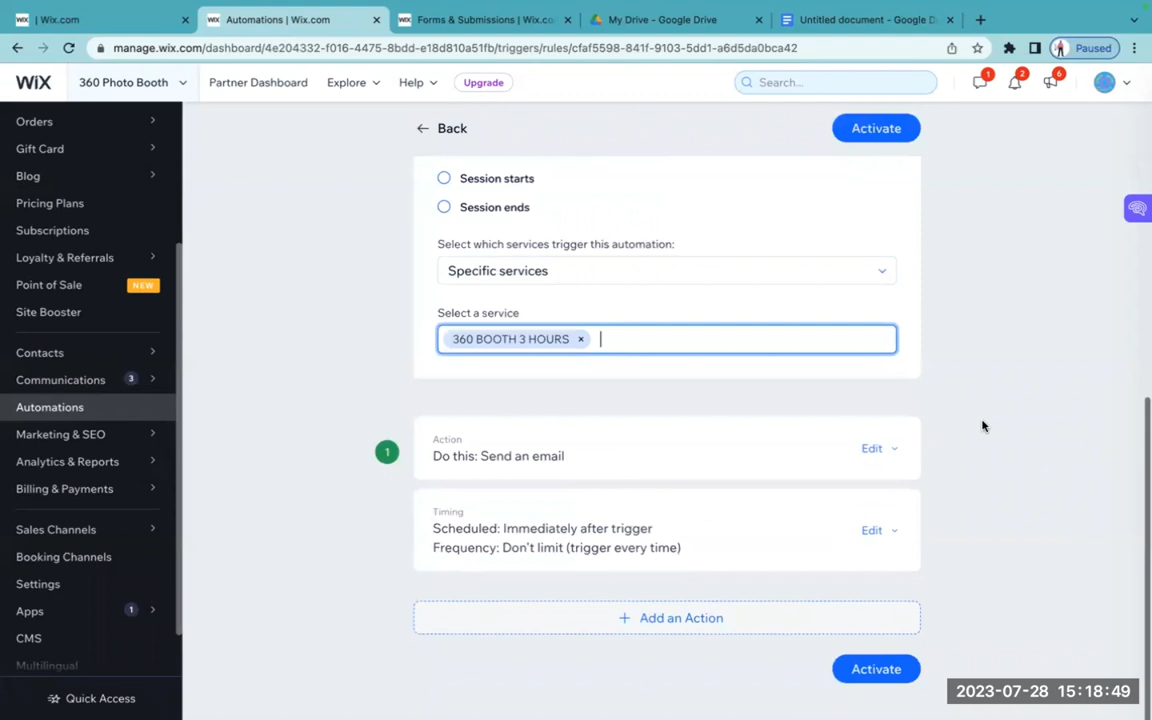 | Wix.com
Automations | Wix.com
Forms & Submissions | Wix.co
My Drive - Google Drive
Untitled document - Google D
manage.wix.com/dashboard/4e204332-f016-4475-8bdd-e18d810a51fb/triggers/rules/cfaf5598-841f-9103-5dd1-a6d5da0bca42
Paused
WIX
360 Photo Booth
Partner Dashboard
Explore
Help
Upgrade
Search...
1
2
6
Orders
Gift Card
Blog
Pricing Plans
Subscriptions
Loyalty & Referrals
Point of Sale NEW
Site Booster
Contacts
Communications 3
Automations
Marketing & SEO
Analytics & Reports
Billing & Payments
Sales Channels
Booking Channels
Settings
Apps 1
CMS
Multilingual
Quick Access
Back
Activate
Session starts
Session ends
Select which services trigger this automation:
Specific services
Select a service
360 BOOTH 3 HOURS ×
1
Action
Do this: Send an email
Edit
Timing
Scheduled: Immediately after trigger
Frequency: Don't limit (trigger every time)
Edit
+ Add an Action
Activate
2023-07-28 15:18:49